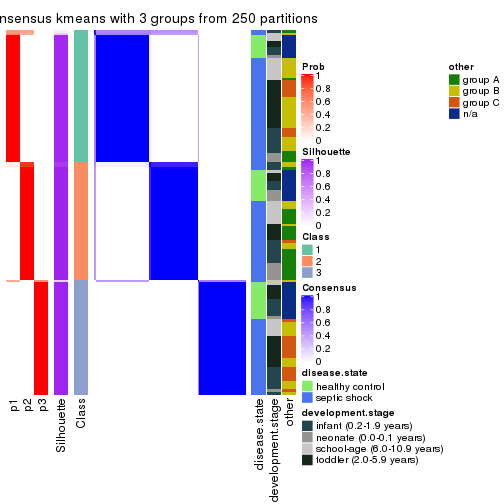 nsensus kmeans with 3 groups from 250 partitions
p1
p2
p3
Silhouette
Class
disease.state
development.stage
other
Prob
1
0.8
0.6
0.4
0.2
0
Silhouette
1
0.8
0.6
0.4
0.2
0
Class
1
2
3
Consensus
1
0.8
0.6
0.4
0.2
0
disease.state
healthy control
septic shock
development.stage
infant (0.2-1.9 years)
neonate (0.0-0.1 years)
school-age (6.0-10.9 years)
toddler (2.0-5.9 years)
other
group A
group B
group C
n/a